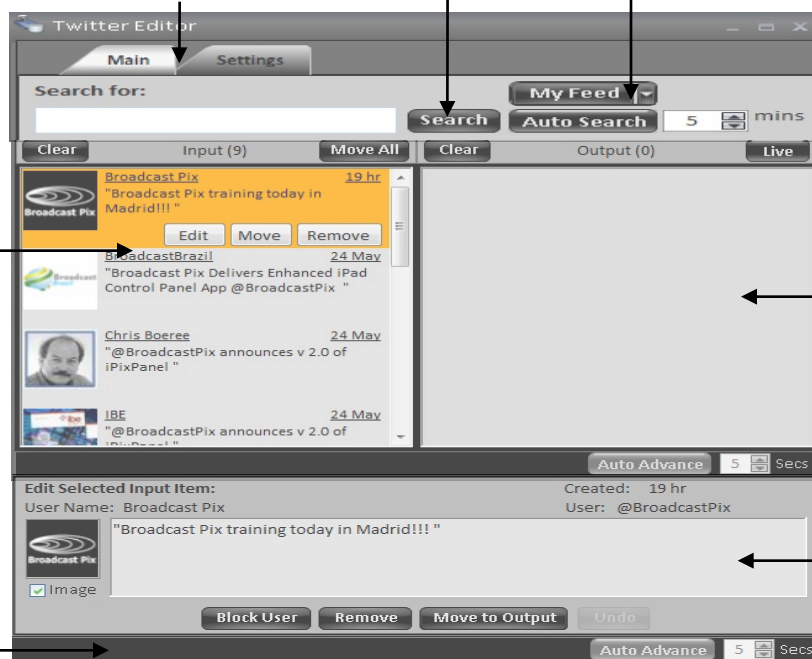 Twitter Editor
Main Settings
Search for:
My Feed
Search Auto Search 5 mins
Clear Input (9) Move All Clear Output (0) Live
Broadcast Pix 19 hr
"Broadcast Pix training today in
Madrid!!! "
Broadcast Pix
Edit Move Remove
BroadcastBrazil 24 May
"Broadcast Pix Delivers Enhanced iPad
Control Panel App @BroadcastPix "
Broadcast
Chris Boeree 24 May
"@BroadcastPix announces v 2.0 of
iPixPanel "
IBE 24 May
"@BroadcastPix announces v 2.0 of
ibe
Auto Advance 5 Secs
Edit Selected Input Item: Created: 19 hr
User Name: Broadcast Pix User: @BroadcastPix
"Broadcast Pix training today in Madrid!!! "
Broadcast Pix
Image
Block User Remove Move to Output Undo
Auto Advance 5 Secs